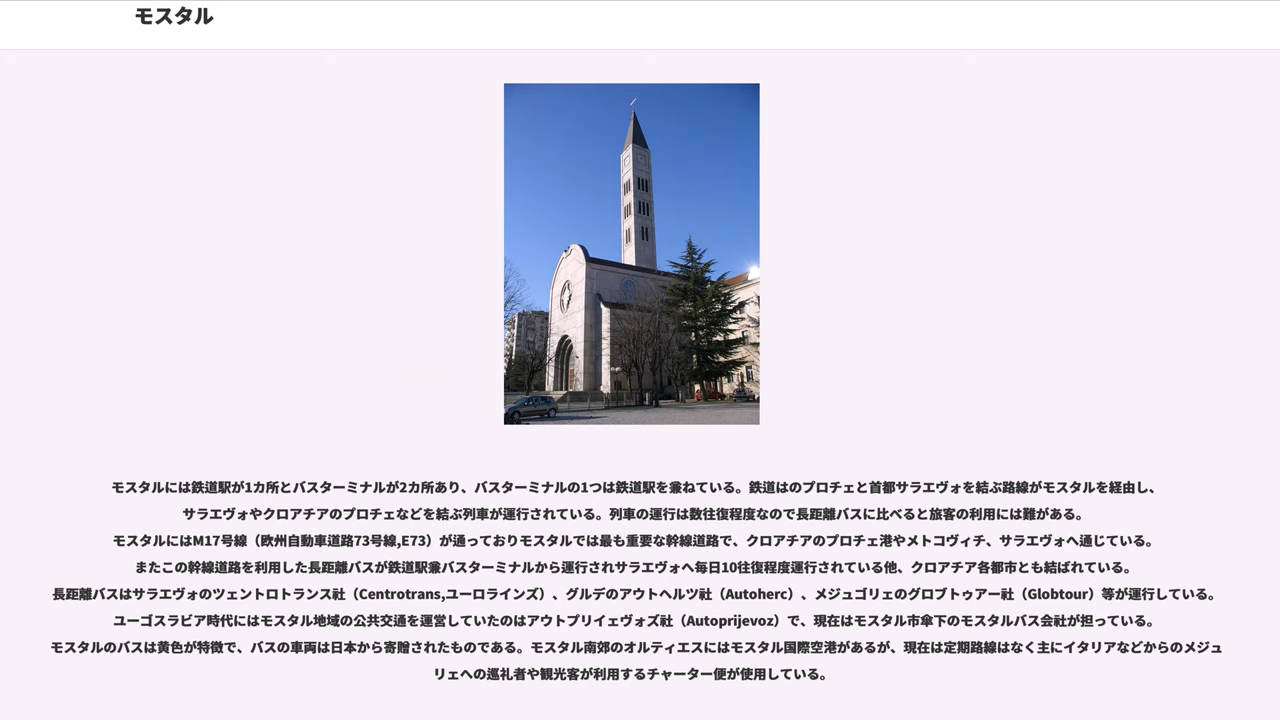 モスタル
モスタルには鉄道駅が1カ所とバスターミナルが2カ所あり、バスターミナルの1つは鉄道駅を兼ねている。鉄道はのプロチェと首都サラエヴォを結ぶ路線がモスタルを経由し、
サラエヴォやクロアチアのプロチェなどを結ぶ列車が運行されている。列車の運行は数往復程度なので長距離バスに比べると旅客の利用には難がある。
モスタルにはM17号線（欧州自動車道路73号線,E73）が通っておりモスタルでは最も重要な幹線道路で、クロアチアのプロチェ港やメトコヴィチ、サラエヴォへ通じている。
またこの幹線道路を利用した長距離バスが鉄道駅兼バスターミナルから運行されサラエヴォへ毎日10往復程度運行されている他、クロアチア各都市とも結ばれている。
長距離バスはサラエヴォのツェントロトランス社（Centrotrans,ユーロラインズ）、グルデのアウトヘルツ社（Autoherc）、メジュゴリェのグロブトゥアー社（Globtour）等が運行している。
ユーゴスラビア時代にはモスタル地域の公共交通を運営していたのはアウトプリイェヴォズ社（Autoprijevoz）で、現在はモスタル市傘下のモスタルバス会社が担っている。
モスタルのバスは黄色が特徴で、バスの車両は日本から寄贈されたものである。モスタル南郊のオルティエスにはモスタル国際空港があるが、現在は定期路線はなく主にイタリアなどからのメジュ
リェへの巡礼者や観光客が利用するチャーター便が使用している。